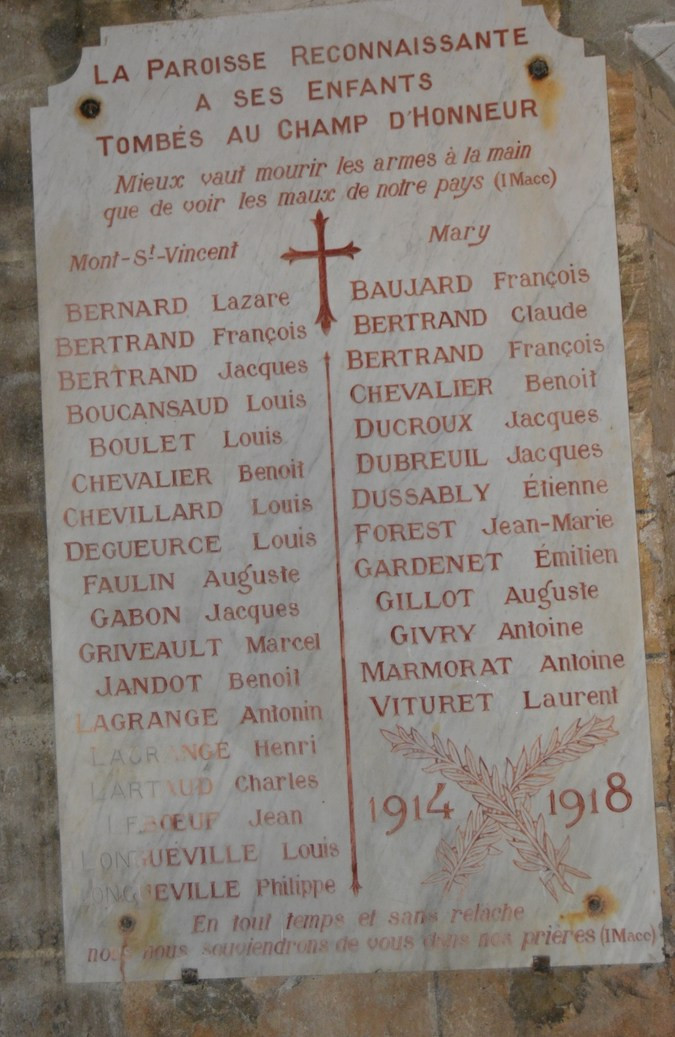 LA PAROISSE RECONNAISSANTE
A SES ENFANTS
TOMBÉS AU CHAMP D'HONNEUR
Mieux vaut mourir les armes à la main
que de voir les maux de notre pays (I Macc)
Mont-St-Vincent
BERNARD Lazare
BERTRAND François
BERTRAND Jacques
BOUCANSAUD Louis
BOULET Louis
CHEVALIER Benoit
CHEVILLARD Louis
DEGUEURCE Louis
FAULIN Auguste
GABON Jacques
GRIVEAULT Marcel
JANDOT Benoit
LAGRANGE Antonin
LAGRANGE Henri
LARTAUD Charles
LEBŒUF Jean
LONGUEVILLE Louis
LONGUEVILLE Philippe
Mary
BAUJARD François
BERTRAND Claude
BERTRAND François
CHEVALIER Benoit
DUCROUX Jacques
DUBREUIL Jacques
DUSSABLY Étienne
FOREST Jean-Marie
GARDENET Émilien
GILLOT Auguste
GIVRY Antoine
MARMORAT Antoine
VITURET Laurent
1914 1918
En tout temps et sans relache
nous nous souviendrons de vous dans nos prières (I Macc)